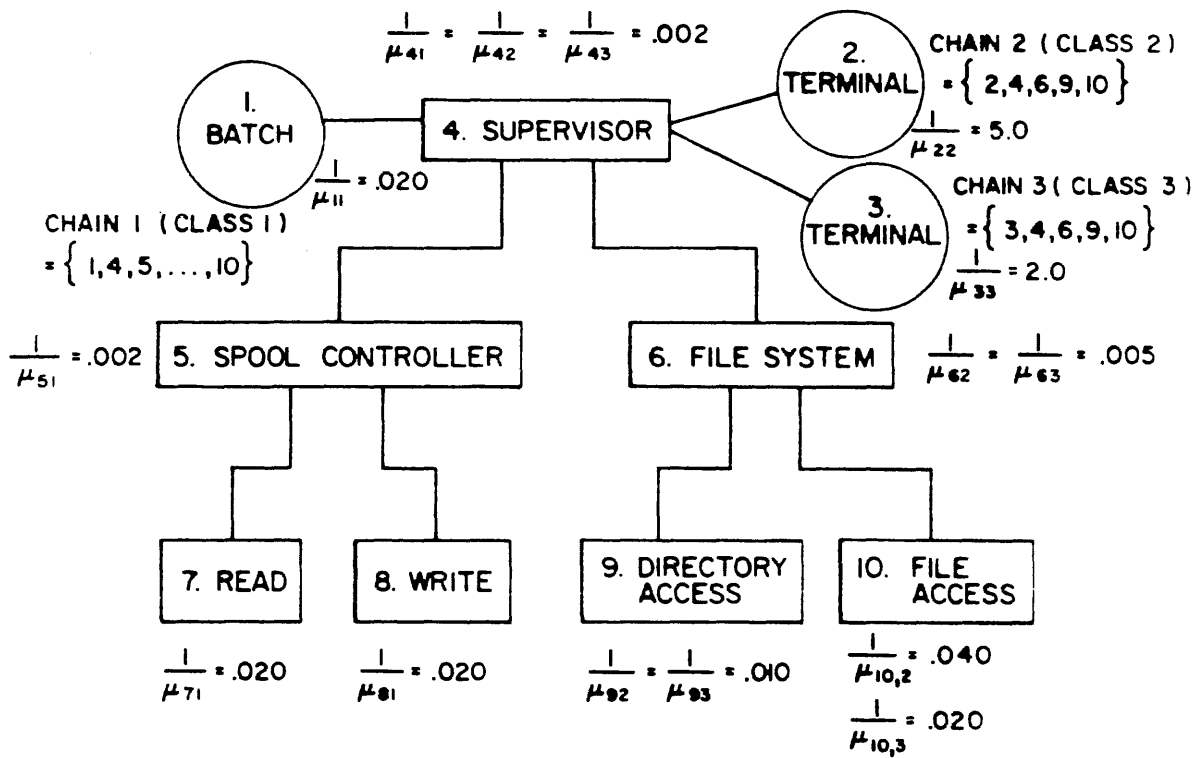 1/μ41 = 1/μ42 = 1/μ43 = .002
1.
BATCH
1/μ11 = .020
CHAIN 1 (CLASS 1)
= { 1,4,5,...,10}
4. SUPERVISOR
2.
TERMINAL
CHAIN 2 (CLASS 2)
= { 2,4,6,9,10}
1/μ22 = 5.0
3.
TERMINAL
CHAIN 3 (CLASS 3)
= { 3,4,6,9,10}
1/μ33 = 2.0
1/μ51 = .002
5. SPOOL CONTROLLER
6. FILE SYSTEM
1/μ62 = 1/μ63 = .005
7. READ
8. WRITE
9. DIRECTORY
ACCESS
10. FILE
ACCESS
1/μ71 = .020
1/μ81 = .020
1/μ92 = 1/μ93 = .010
1/μ10,2 = .040
1/μ10,3 = .020